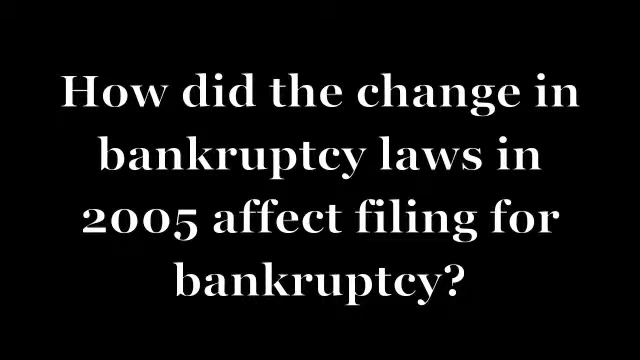 How did the change in
bankruptcy laws in
2005 affect filing for
bankruptcy?